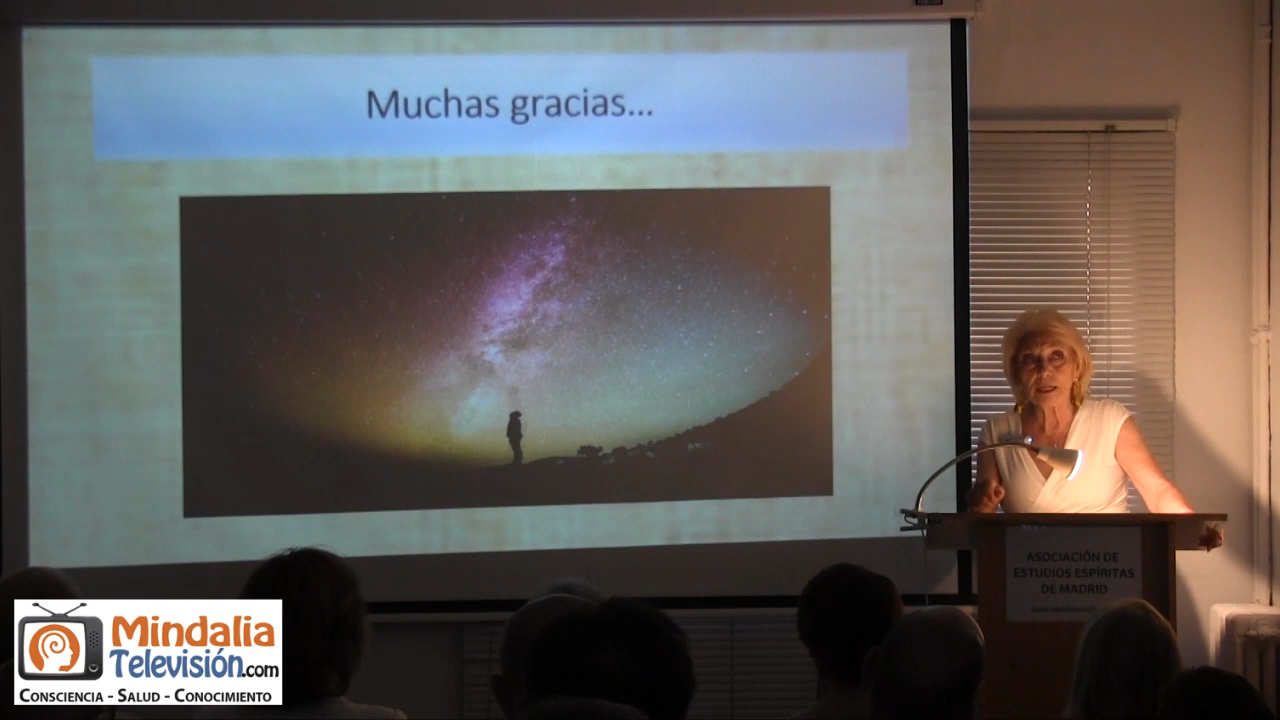 Muchas gracias...
ASOCIACIÓN DE
ESTUDIOS ESPÍRITAS
DE MADRID
Mindalia
Televisión.com
CONSCIENCIA - SALUD - CONOCIMIENTO